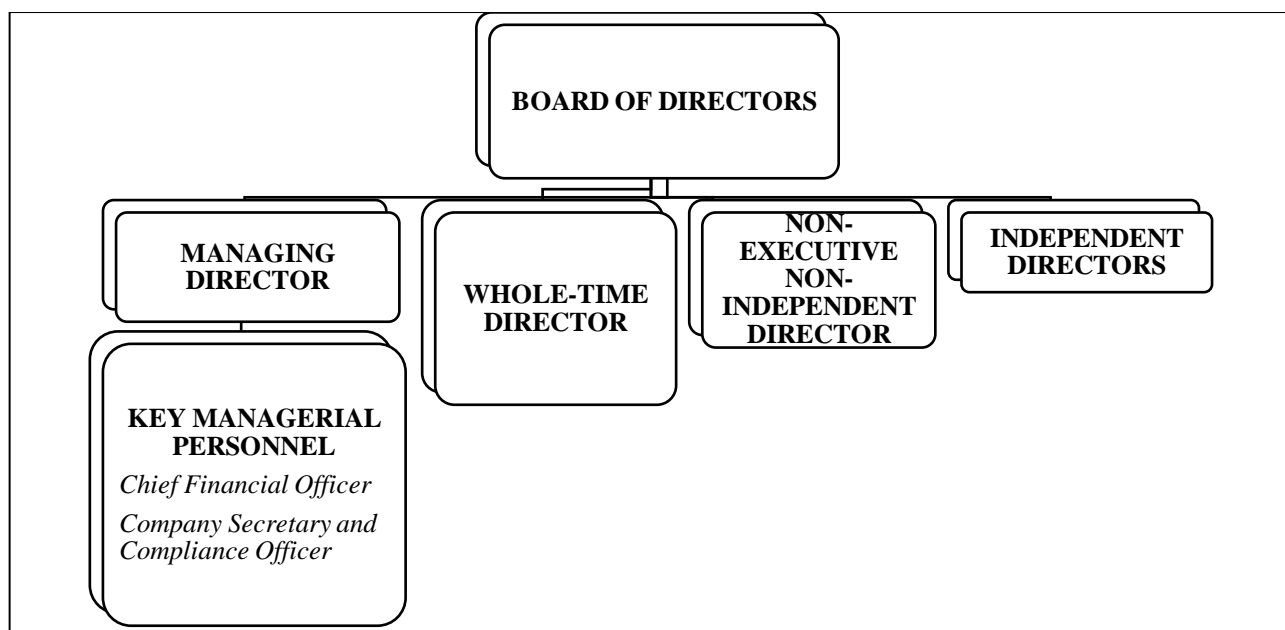 BOARD OF DIRECTORS
MANAGING
DIRECTOR
WHOLE-TIME
DIRECTOR
NON-
EXECUTIVE
NON-
INDEPENDENT
DIRECTOR
INDEPENDENT
DIRECTORS
KEY MANAGERIAL
PERSONNEL
Chief Financial Officer
Company Secretary and
Compliance Officer